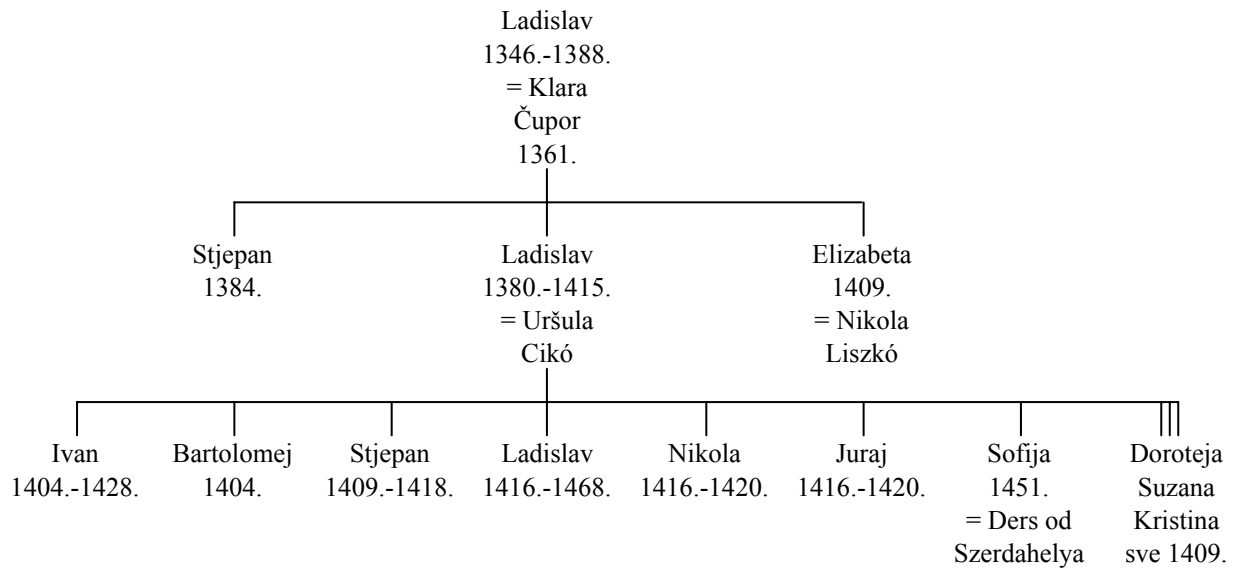 Ladislav
1346.-1388.
= Klara
Čupor
1361.
Stjepan
1384.
Ladislav
1380.-1415.
= Uršula
Cikó
Elizabeta
1409.
= Nikola
Liszkó
Ivan
1404.-1428.
Bartolomej
1404.
Stjepan
1409.-1418.
Ladislav
1416.-1468.
Nikola
1416.-1420.
Juraj
1416.-1420.
Sofija
1451.
= Ders od
Szerdahelya
Doroteja
Suzana
Kristina
sve 1409.